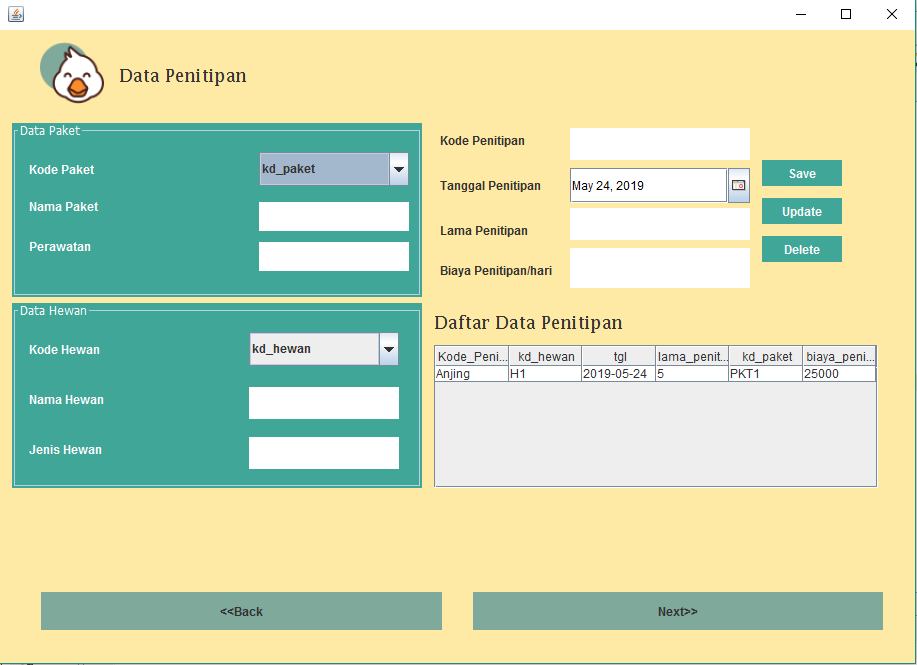 Data Penitipan
Data Paket
Kode Paket
kd_paket
Nama Paket
Perawatan
Data Hewan
Kode Hewan
kd_hewan
Nama Hewan
Jenis Hewan
Kode Penitipan
Tanggal Penitipan
May 24, 2019
Lama Penitipan
Biaya Penitipan/hari
Save
Update
Delete
Daftar Data Penitipan
Kode_Peni... kd_hewan tgl lama_penit... kd_paket biaya_peni...
Anjing H1 2019-05-24 5 PKT1 25000
<<Back
Next>>